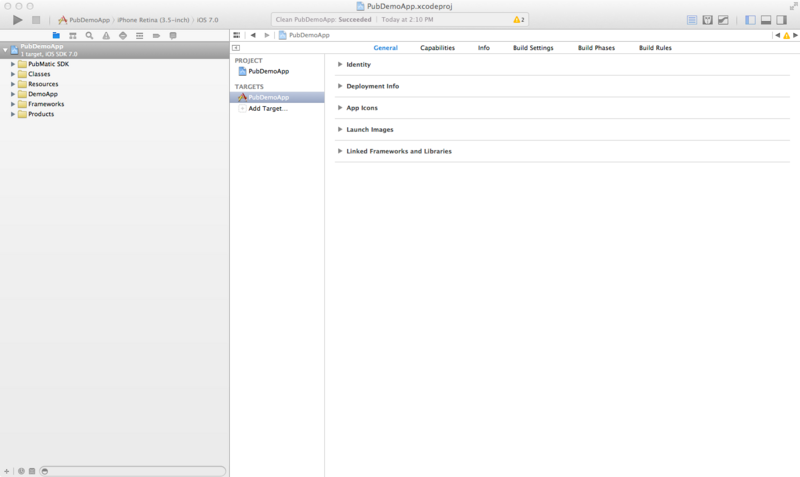 PubDemoApp.xcodeproj
PubDemoApp 〉 iPhone Retina (3.5-inch) 〉 iOS 7.0
Clean PubDemoApp: Succeeded | Today at 2:10 PM
2
PubDemoApp
1 target, iOS SDK 7.0
PubMatic SDK
Classes
Resources
DemoApp
Frameworks
Products
PubDemoApp
General Capabilities Info Build Settings Build Phases Build Rules
PROJECT
PubDemoApp
TARGETS
PubDemoApp
Add Target...
Identity
Deployment Info
App Icons
Launch Images
Linked Frameworks and Libraries